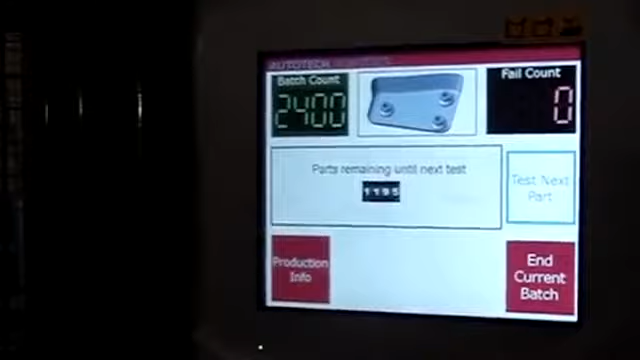 AUTOTECH
Batch Count
2400
Fail Count
0
Parts remaining until next test
1195
Test Next
Part
Production
Info
End
Current
Batch